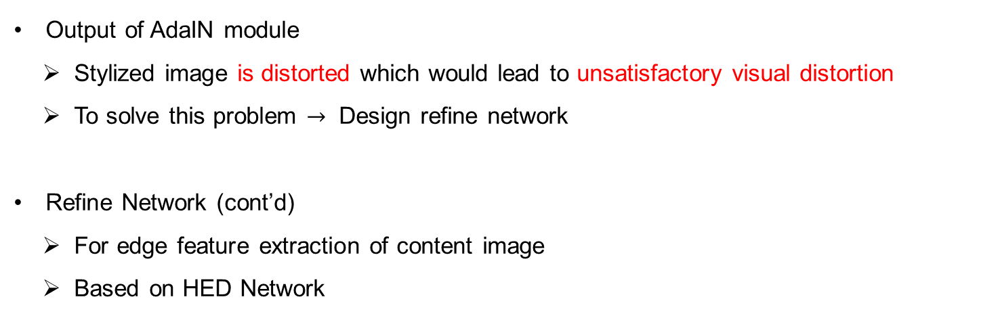 • Output of AdaIN module
➢ Stylized image is distorted which would lead to unsatisfactory visual distortion
➢ To solve this problem → Design refine network
• Refine Network (cont’d)
➢ For edge feature extraction of content image
➢ Based on HED Network